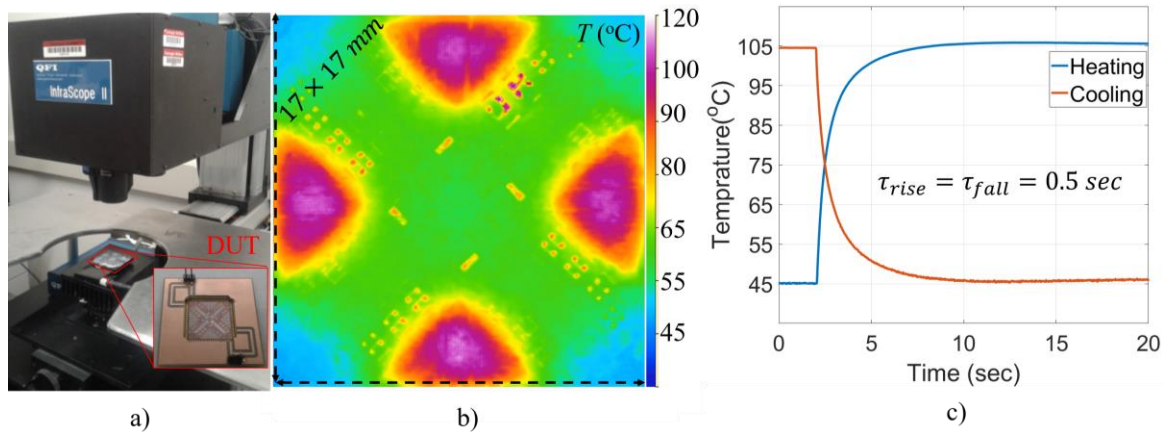 QFI
InfraScope II
DUT
a)
17 × 17 mm
T (°C)
120
100
90
80
65
55
45
b)
Temprature(°C)
105
95
85
75
65
55
45
35
Heating
Cooling
τrise = τfall = 0.5 sec
0
5
10
15
20
Time (sec)
c)